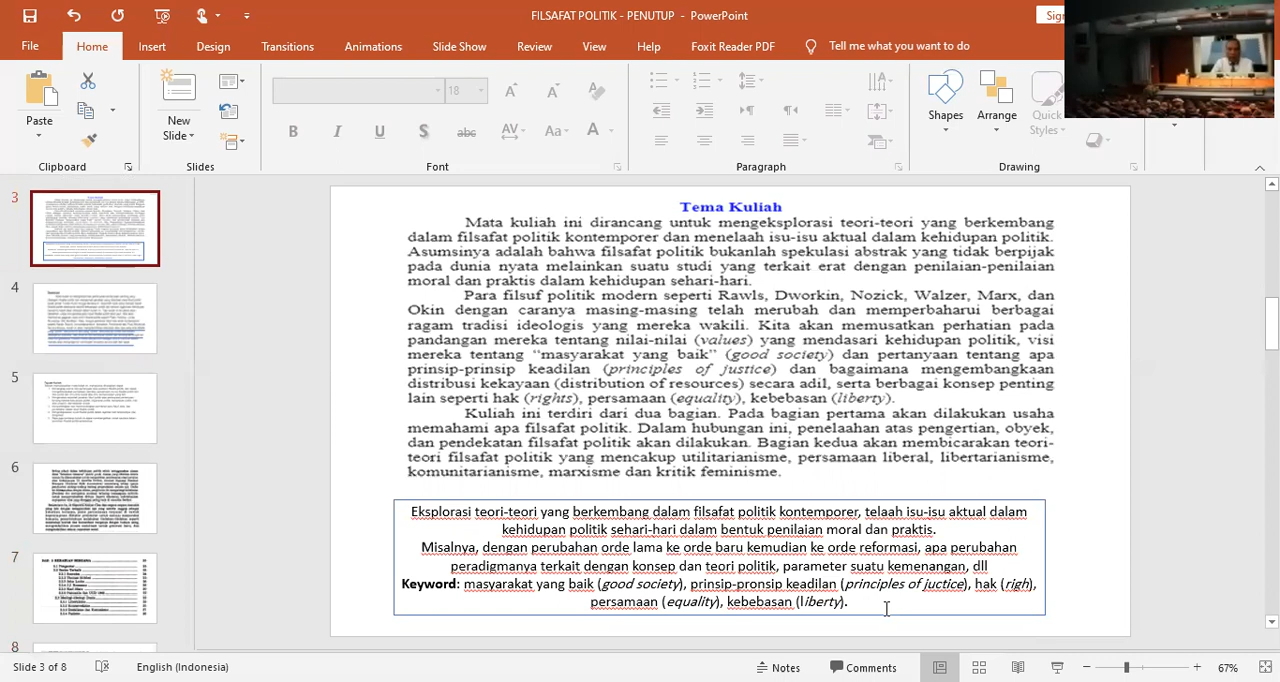 FILSAFAT POLITIK - PENUTUP - PowerPoint
Sig
File Home Insert Design Transitions Animations Slide Show Review View Help Foxit Reader PDF Tell me what you want to do
Paste
New
Slide
18
B I U S abc AV Aa A
Shapes
Arrange
Quick
Styles
Clipboard
Slides
Font
Paragraph
Drawing
3
4
5
6
7
8
Tema Kuliah
Mata kuliah ini dirancang untuk mengeksplorasi teori-teori yang berkembang
dalam filsafat politik kontemporer dan menelaah isu-isu aktual dalam kehidupan politik.
Asumsinya adalah bahwa filsafat politik bukanlah spekulasi abstrak yang tidak berpijak
pada dunia nyata melainkan suatu studi yang terkait erat dengan penilaian-penilaian
moral dan praktis dalam kehidupan sehari-hari.
Para filsuf politik modern seperti Rawls, Dworkin, Nozick, Walzer, Marx, dan
Okin dengan caranya masing-masing telah merubah dan memperbaharui berbagai
ragam tradisi ideologis yang mereka wakili. Kita akan memusatkan perhatian pada
pandangan mereka tentang nilai-nilai (values) yang mendasari kehidupan politik, visi
mereka tentang “masyarakat yang baik” (good society) dan pertanyaan tentang apa
prinsip-prinsip keadilan (principles of justice) dan bagaimana mengembangkan
distribusi kekayaan (distribution of resources) secara adil, serta berbagai konsep penting
lain seperti hak (rights), persamaan (equality), kebebasan (liberty).
Kuliah ini terdiri dari dua bagian. Pada bagian pertama akan dilakukan usaha
memahami apa filsafat politik. Dalam hubungan ini, penelaahan atas pengertian, obyek,
dan pendekatan filsafat politik akan dilakukan. Bagian kedua akan membicarakan teori-
teori filsafat politik yang mencakup utilitarianisme, persamaan liberal, libertarianisme,
komunitarianisme, marxisme dan kritik feminisme.
Eksplorasi teori-teori yang berkembang dalam filsafat politik kontemporer, telaah isu-isu aktual dalam
kehidupan politik sehari-hari dalam bentuk penilaian moral dan praktis.
Misalnya, dengan perubahan orde lama ke orde baru kemudian ke orde reformasi, apa perubahan
peradigmanya terkait dengan konsep dan teori politik parameter suatu kemenangan, dll
Keyword: masyarakat yang baik (good society), prinsip-prinsip keadilan (principles of justice), hak (righ),
persamaan (equality), kebebasan (liberty).
Slide 3 of 8 English (Indonesia) Notes Comments 67%